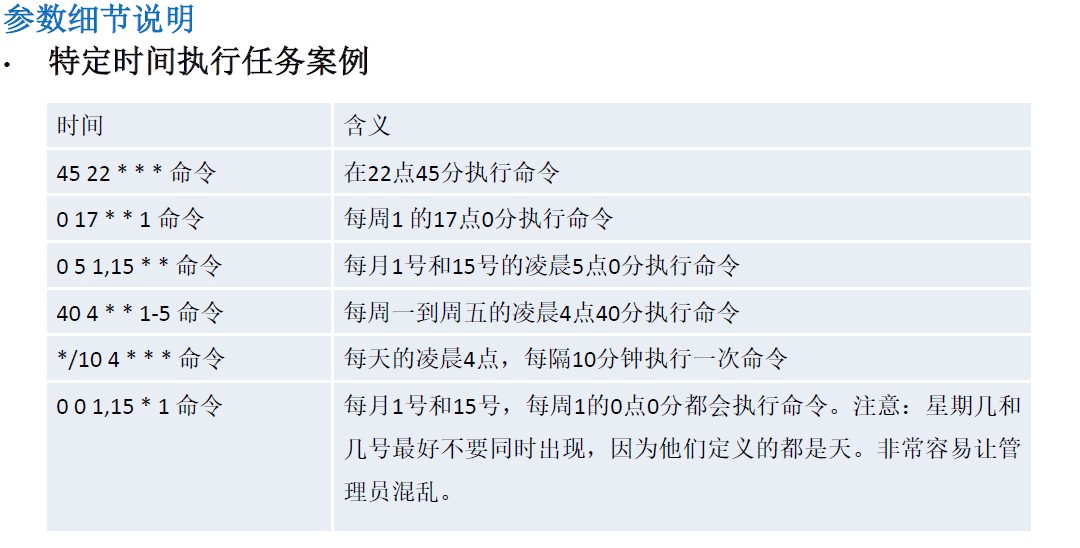 参数细节说明
• 特定时间执行任务案例
时间 含义
45 22 * * * 命令 在22点45分执行命令
0 17 * * 1 命令 每周1 的17点0分执行命令
0 5 1,15 * * 命令 每月1号和15号的凌晨5点0分执行命令
40 4 * * 1-5 命令 每周一到周五的凌晨4点40分执行命令
*/10 4 * * * 命令 每天的凌晨4点，每隔10分钟执行一次命令
0 0 1,15 * 1 命令 每月1号和15号，每周1的0点0分都会执行命令。注意：星期几和
几号最好不要同时出现，因为他们定义的都是天。非常容易让管
理员混乱。